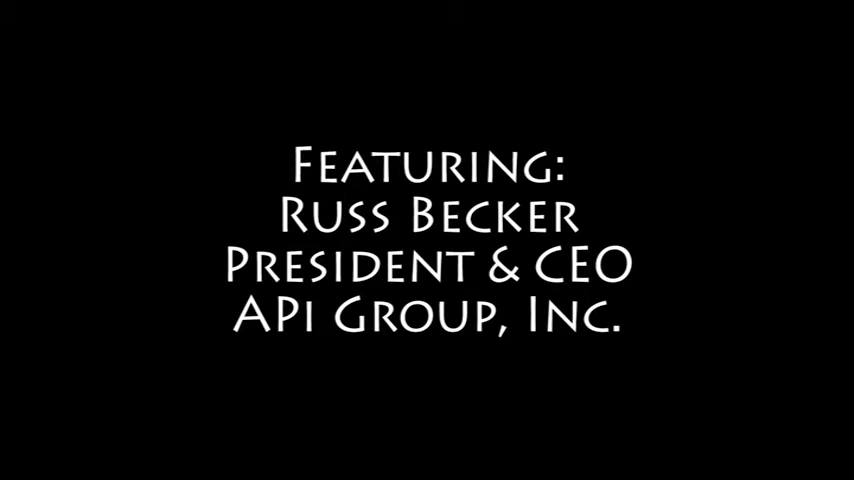 Featuring:
Russ Becker
President & CEO
APi Group, Inc.